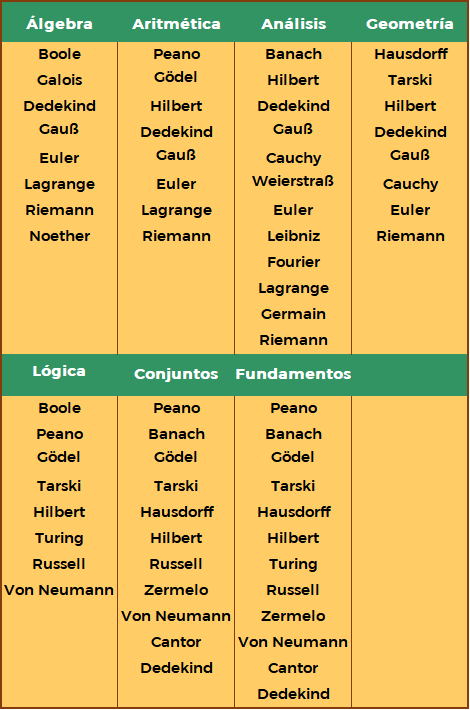 Álgebra Aritmética Análisis Geometría
Boole Peano Banach Hausdorff
Galois Gödel Hilbert Tarski
Dedekind Hilbert Dedekind Hilbert
Gauß Dedekind Gauß Dedekind
Euler Gauß Cauchy Gauß
Lagrange Euler Weierstraß Cauchy
Riemann Lagrange Euler Euler
Noether Riemann Leibniz Riemann
Fourier
Lagrange
Germain
Riemann
Lógica Conjuntos Fundamentos
Boole Peano Peano
Peano Banach Banach
Gödel Gödel Gödel
Tarski Tarski Tarski
Hilbert Hausdorff Hausdorff
Turing Hilbert Hilbert
Russell Russell Turing
Von Neumann Zermelo Russell
Von Neumann Zermelo
Cantor Von Neumann
Dedekind Cantor
Dedekind